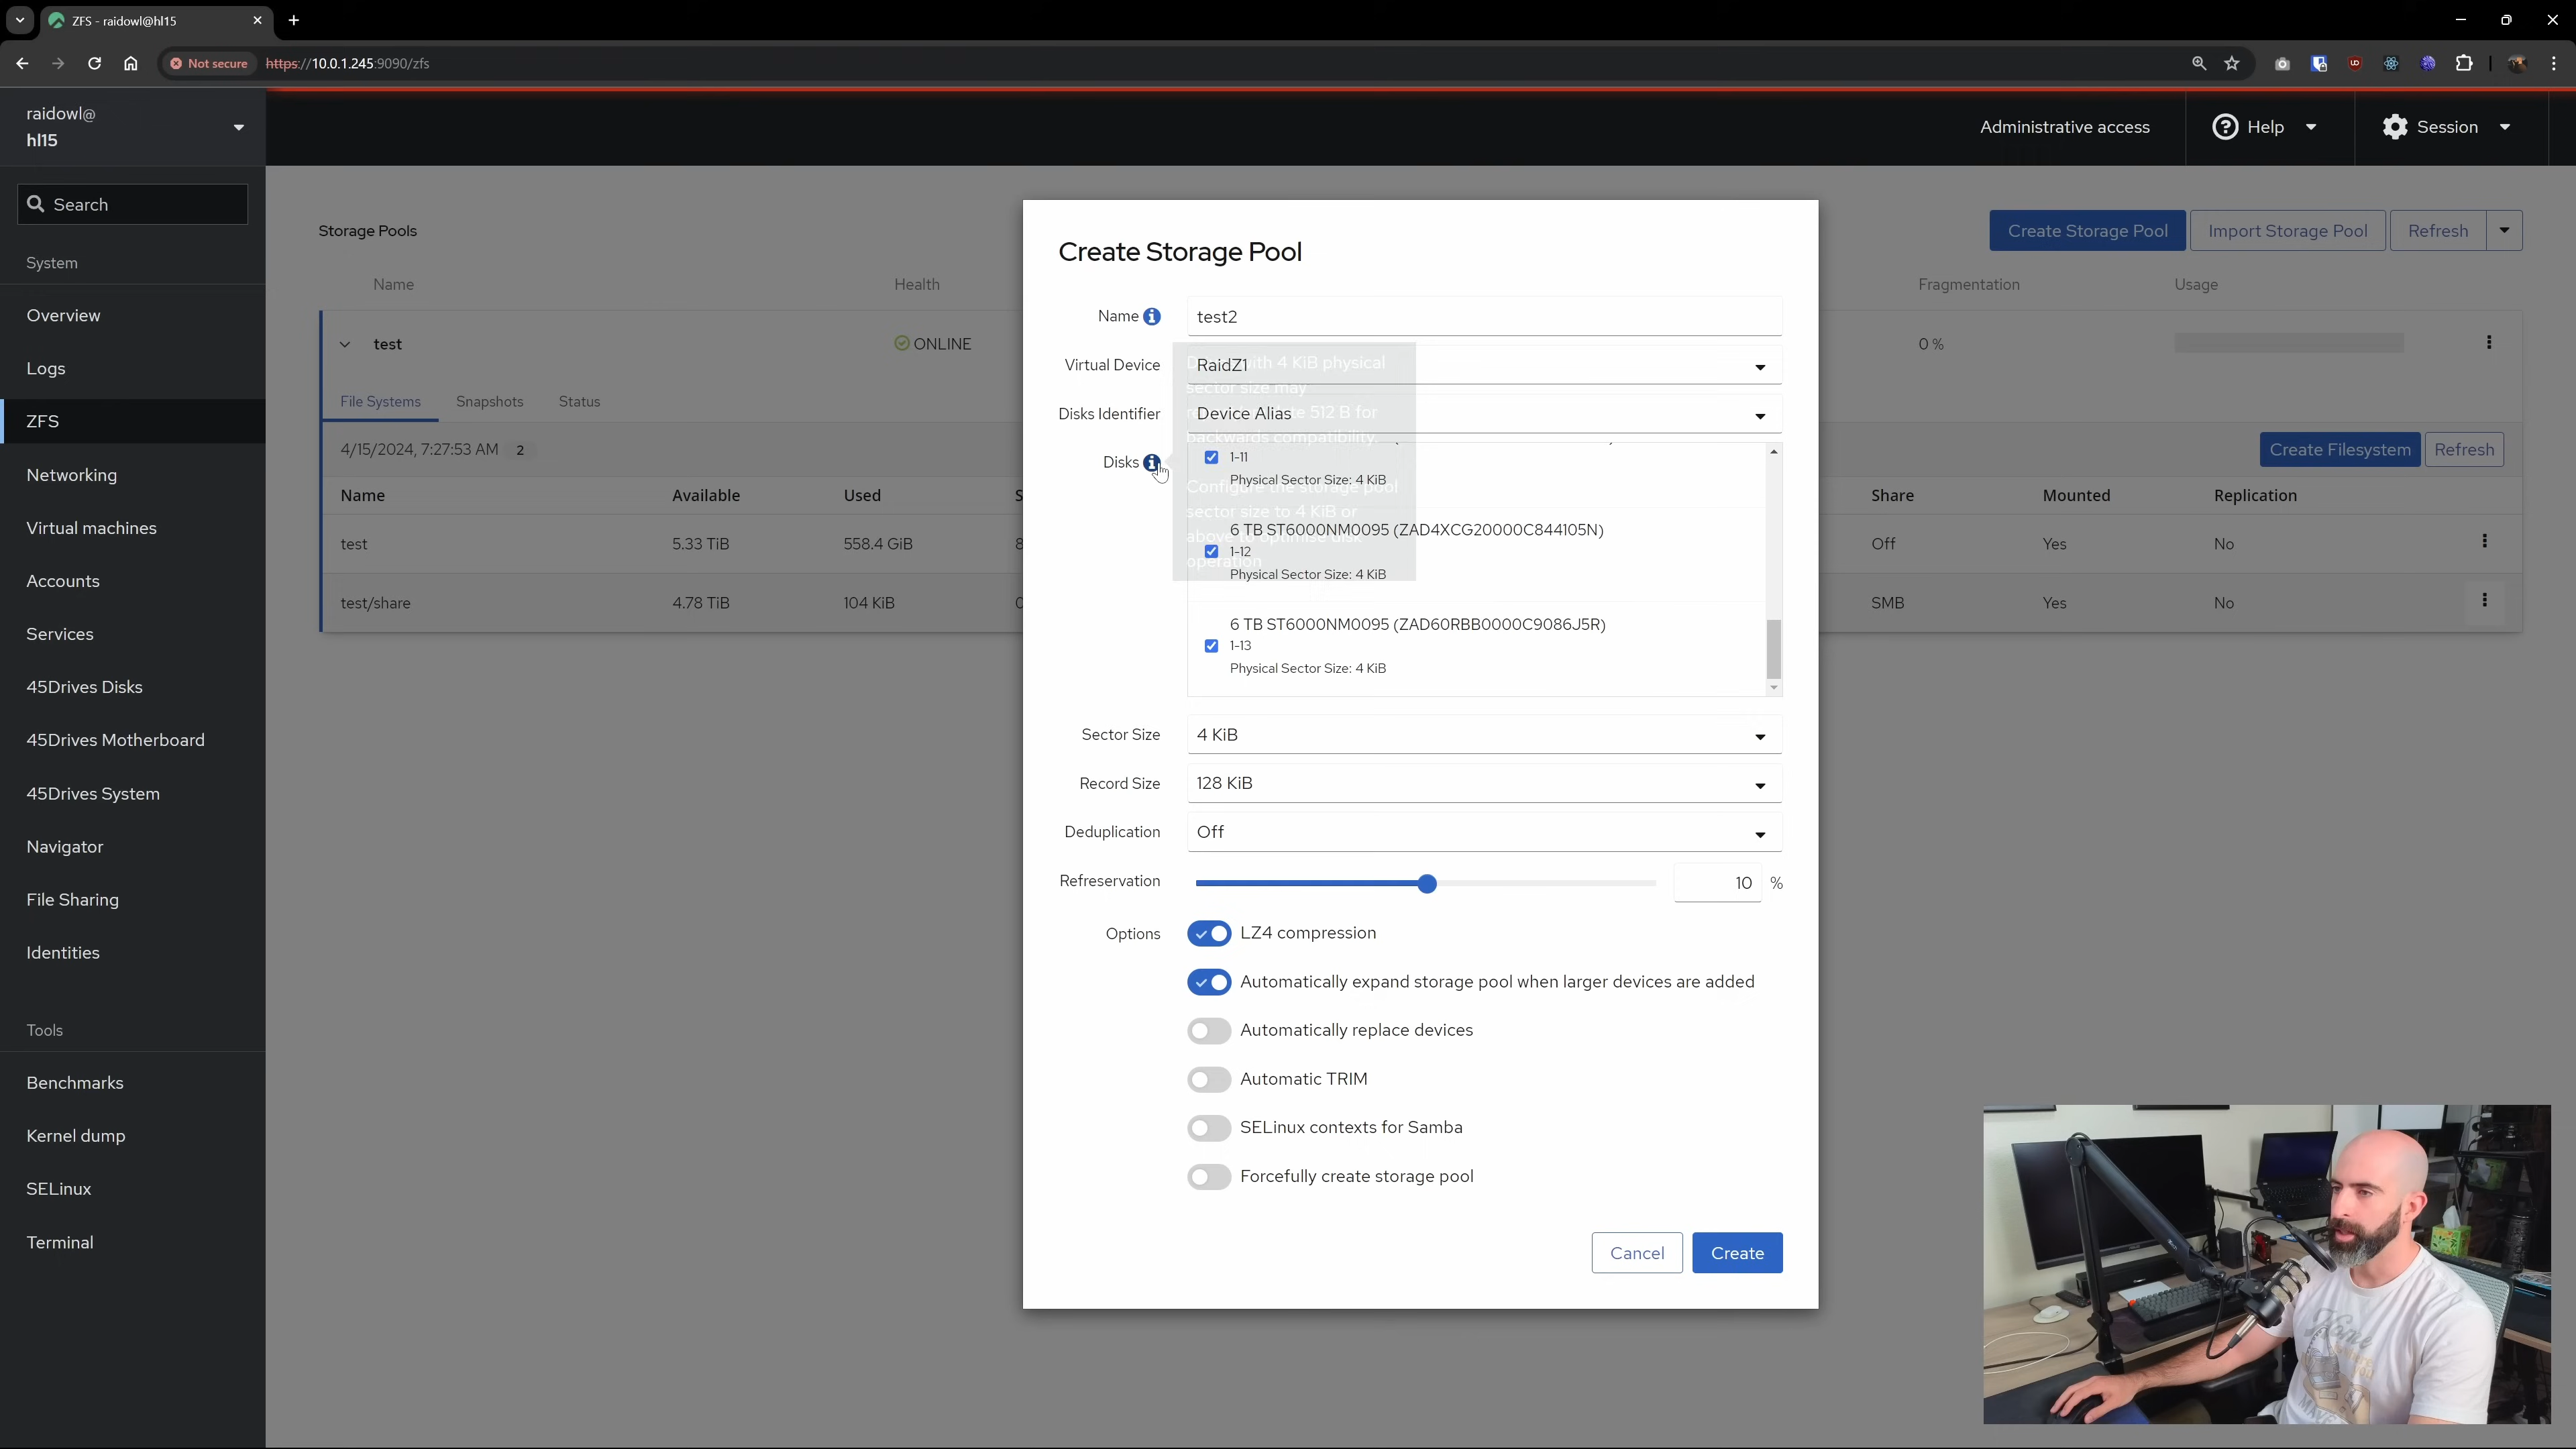 ZFS - raidowl@hl15
Not secure
https://10.0.1.245:9090/zfs
raidowl@
hl15
Administrative access
Help
Session
Search
System
Overview
Logs
ZFS
Networking
Virtual machines
Accounts
Services
45Drives Disks
45Drives Motherboard
45Drives System
Navigator
File Sharing
Identities
Tools
Benchmarks
Kernel dump
SELinux
Terminal
Storage Pools
Create Storage Pool
Import Storage Pool
Refresh
Name
Health
Fragmentation
Usage
test
ONLINE
0 %
File Systems
Snapshots
Status
4/15/2024, 7:27:53 AM 2
Create Filesystem
Refresh
Name
Available
Used
S
Share
Mounted
Replication
test
5.33 TiB
558.4 GiB
8
Off
Yes
No
test/share
4.78 TiB
104 KiB
0
SMB
Yes
No
Create Storage Pool
Name
test2
Virtual Device
RaidZ1
Disks Identifier
Device Alias
Disks
with 4 KiB physical
sector size may
512 B for
backwards compatibility.
Configure the storage pool
sector size to 4 KiB or
above to optimise disk
operation
1-11
Physical Sector Size: 4 KiB
6 TB ST6000NM0095 (ZAD4XCG20000C844105N)
1-12
Physical Sector Size: 4 KiB
6 TB ST6000NM0095 (ZAD60RBB0000C9086J5R)
1-13
Physical Sector Size: 4 KiB
Sector Size
4 KiB
Record Size
128 KiB
Deduplication
Off
Refreservation
10 %
Options
LZ4 compression
Automatically expand storage pool when larger devices are added
Automatically replace devices
Automatic TRIM
SELinux contexts for Samba
Forcefully create storage pool
Cancel
Create